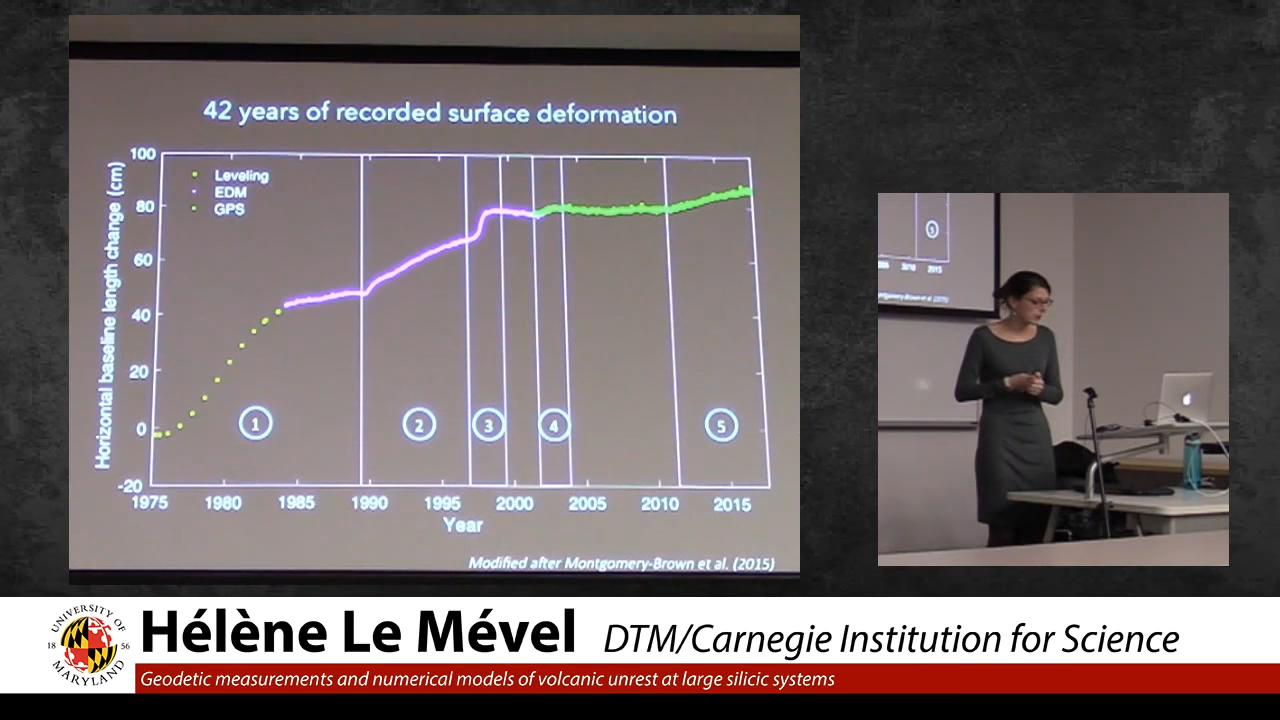 42 years of recorded surface deformation
100
80
60
40
20
0
-20
Horizontal baseline length change (cm)
Leveling
EDM
GPS
1
2
3
4
5
1975 1980 1985 1990 1995 2000 2005 2010 2015
Year
Modified after Montgomery-Brown et al. (2015)
5
2010 2015
UNIVERSITY OF
18 56
MARYLAND
Hélène Le Mével DTM/Carnegie Institution for Science
Geodetic measurements and numerical models of volcanic unrest at large silicic systems